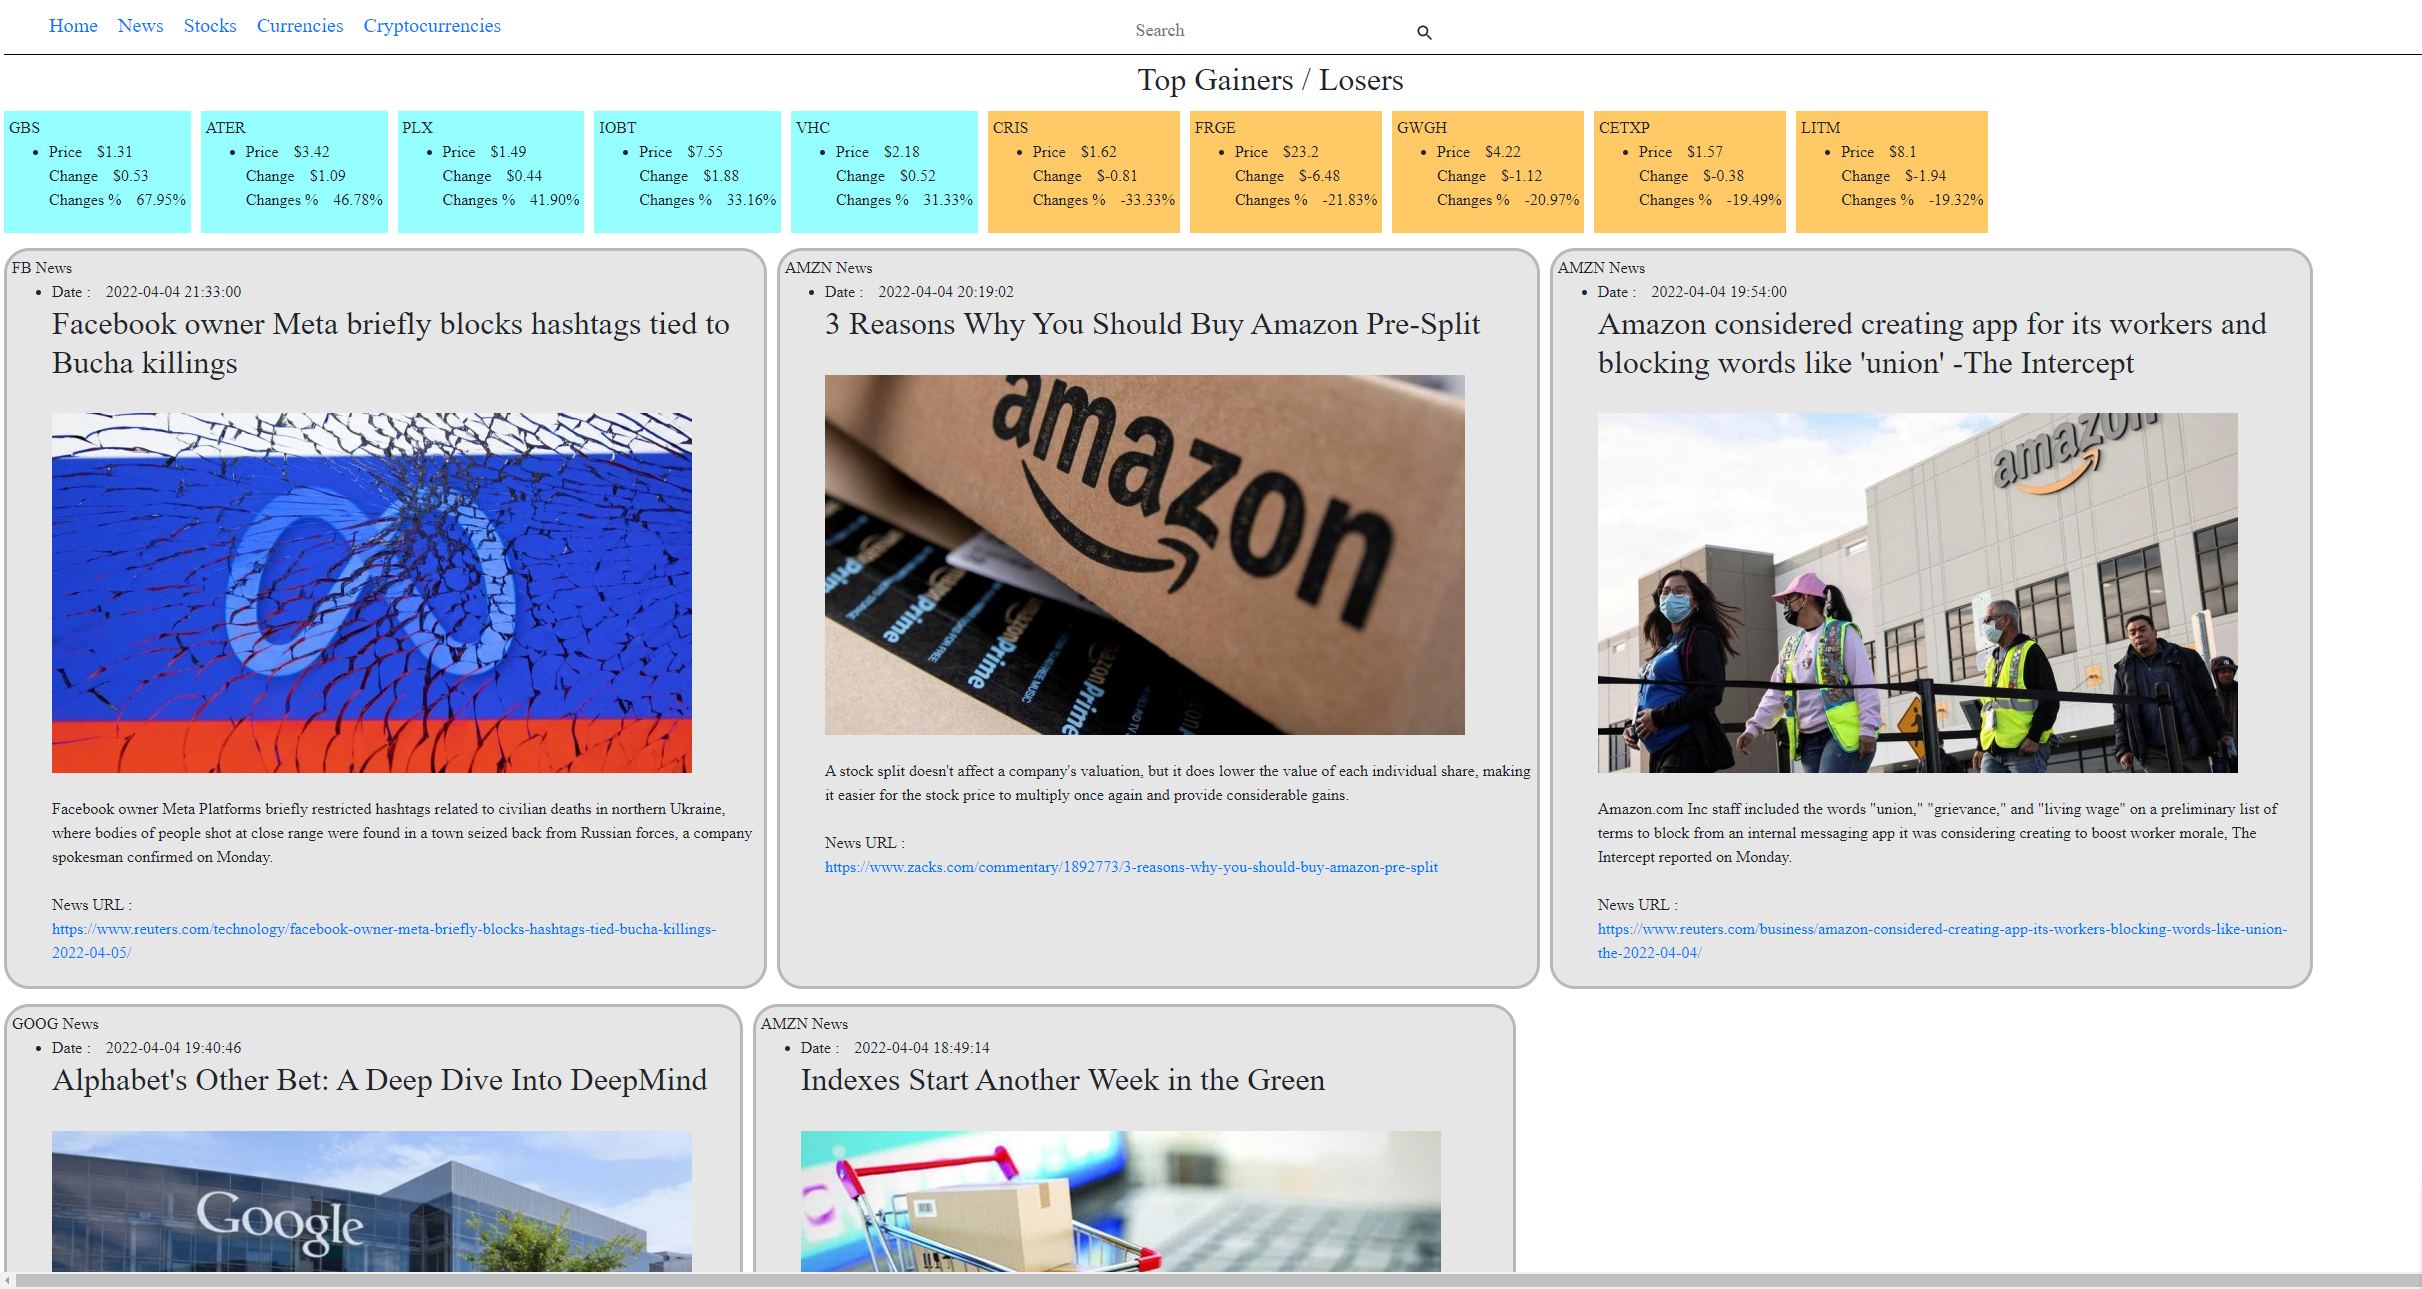 Home News Stocks Currencies Cryptocurrencies Search
Top Gainers / Losers
GBS
Price $1.31
Change $0.53
Changes % 67.95%
ATER
Price $3.42
Change $1.09
Changes % 46.78%
PLX
Price $1.49
Change $0.44
Changes % 41.90%
IOBT
Price $7.55
Change $1.88
Changes % 33.16%
VHC
Price $2.18
Change $0.52
Changes % 31.33%
CRIS
Price $1.62
Change $-0.81
Changes % -33.33%
FRGE
Price $23.2
Change $-6.48
Changes % -21.83%
GWGH
Price $4.22
Change $-1.12
Changes % -20.97%
CETXP
Price $1.57
Change $-0.38
Changes % -19.49%
LITM
Price $8.1
Change $-1.94
Changes % -19.32%
FB News
Date : 2022-04-04 21:33:00
Facebook owner Meta briefly blocks hashtags tied to
Bucha killings
Facebook owner Meta Platforms briefly restricted hashtags related to civilian deaths in northern Ukraine,
where bodies of people shot at close range were found in a town seized back from Russian forces, a company
spokesman confirmed on Monday.
News URL :
https://www.reuters.com/technology/facebook-owner-meta-briefly-blocks-hashtags-tied-bucha-killings-
2022-04-05/
AMZN News
Date : 2022-04-04 20:19:02
3 Reasons Why You Should Buy Amazon Pre-Split
amazon
Prime
amazonPrime
amazonPrime
A stock split doesn't affect a company's valuation, but it does lower the value of each individual share, making
it easier for the stock price to multiply once again and provide considerable gains.
News URL :
https://www.zacks.com/commentary/1892773/3-reasons-why-you-should-buy-amazon-pre-split
AMZN News
Date : 2022-04-04 19:54:00
Amazon considered creating app for its workers and
blocking words like 'union' -The Intercept
amazon
Amazon.com Inc staff included the words "union," "grievance," and "living wage" on a preliminary list of
terms to block from an internal messaging app it was considering creating to boost worker morale, The
Intercept reported on Monday.
News URL :
https://www.reuters.com/business/amazon-considered-creating-app-its-workers-blocking-words-like-union-
the-2022-04-04/
GOOG News
Date : 2022-04-04 19:40:46
Alphabet's Other Bet: A Deep Dive Into DeepMind
Google
AMZN News
Date : 2022-04-04 18:49:14
Indexes Start Another Week in the Green